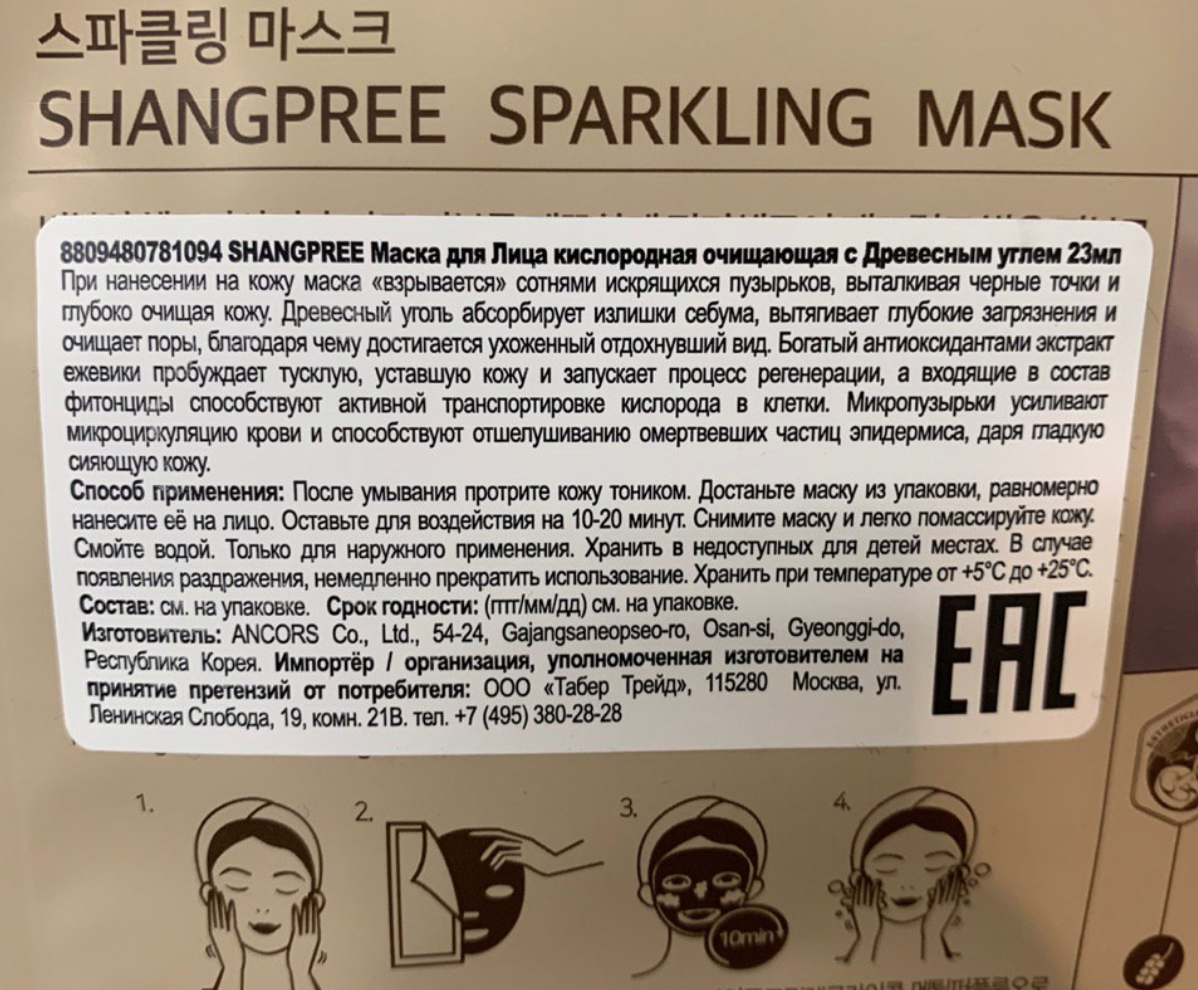 스파클링 마스크
SHANGPREE SPARKLING MASK
8809480781094 SHANGPREE Маска для Лица кислородная очищающая с Древесным углем 23мл
При нанесении на кожу маска «взрывается» сотнями искрящихся пузырьков, выталкивая черные точки и
глубоко очищая кожу. Древесный уголь абсорбирует излишки себума, вытягивает глубокие загрязнения и
очищает поры, благодаря чему достигается ухоженный отдохнувший вид. Богатый антиоксидантами экстракт
ежевики пробуждает тусклую, уставшую кожу и запускает процесс регенерации, а входящие в состав
фитонциды способствуют активной транспортировке кислорода в клетки. Микропузырьки усиливают
микроциркуляцию крови и способствуют отшелушиванию омертвевших частиц эпидермиса, даря гладкую
сияющую кожу.
Способ применения: После умывания протрите кожу тоником. Достаньте маску из упаковки, равномерно
нанесите её на лицо. Оставьте для воздействия на 10-20 минут. Снимите маску и легко помассируйте кожу.
Смойте водой. Только для наружного применения. Хранить в недоступных для детей местах. В случае
появления раздражения, немедленно прекратить использование. Хранить при температуре от +5°C до +25°C.
Состав: см. на упаковке. Срок годности: (гггг/мм/дд) см. на упаковке.
Изготовитель: ANCORS Co., Ltd., 54-24, Gajangsaneopseo-ro, Osan-si, Gyeonggi-do,
Республика Корея. Импортёр / организация, уполномоченная изготовителем на
принятие претензий от потребителя: ООО «Табер Трейд», 115280 Москва, ул.
Ленинская Слобода, 19, комн. 21В. тел. +7 (495) 380-28-28
EAC
1.
2.
3.
4.
10min